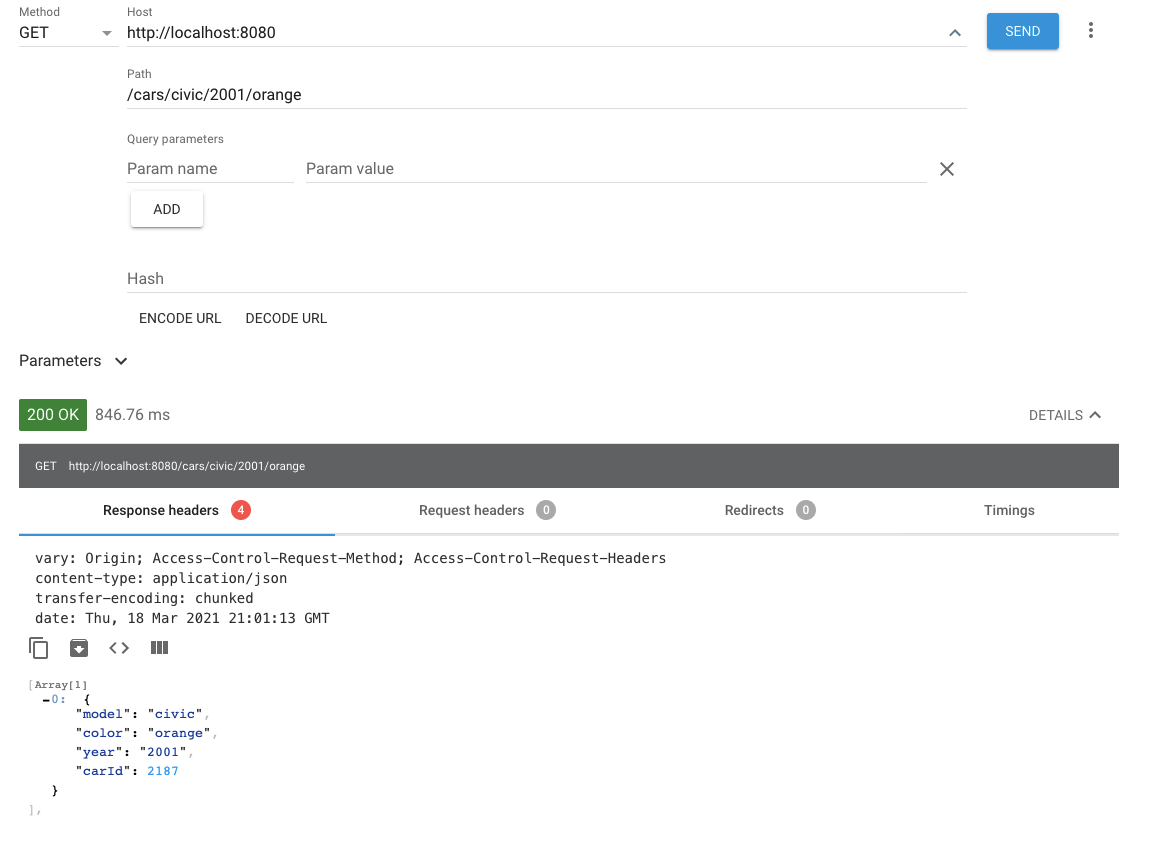 Method Host
GET http://localhost:8080 SEND
Path
/cars/civic/2001/orange
Query parameters
Param name Param value
ADD
Hash
ENCODE URL DECODE URL
Parameters
200 OK 846.76 ms DETAILS
GET http://localhost:8080/cars/civic/2001/orange
Response headers 4 Request headers 0 Redirects 0 Timings
vary: Origin; Access-Control-Request-Method; Access-Control-Request-Headers
content-type: application/json
transfer-encoding: chunked
date: Thu, 18 Mar 2021 21:01:13 GMT
[Array[1]
-0: {
"model": "civic",
"color": "orange",
"year": "2001",
"carId": 2187
}
],